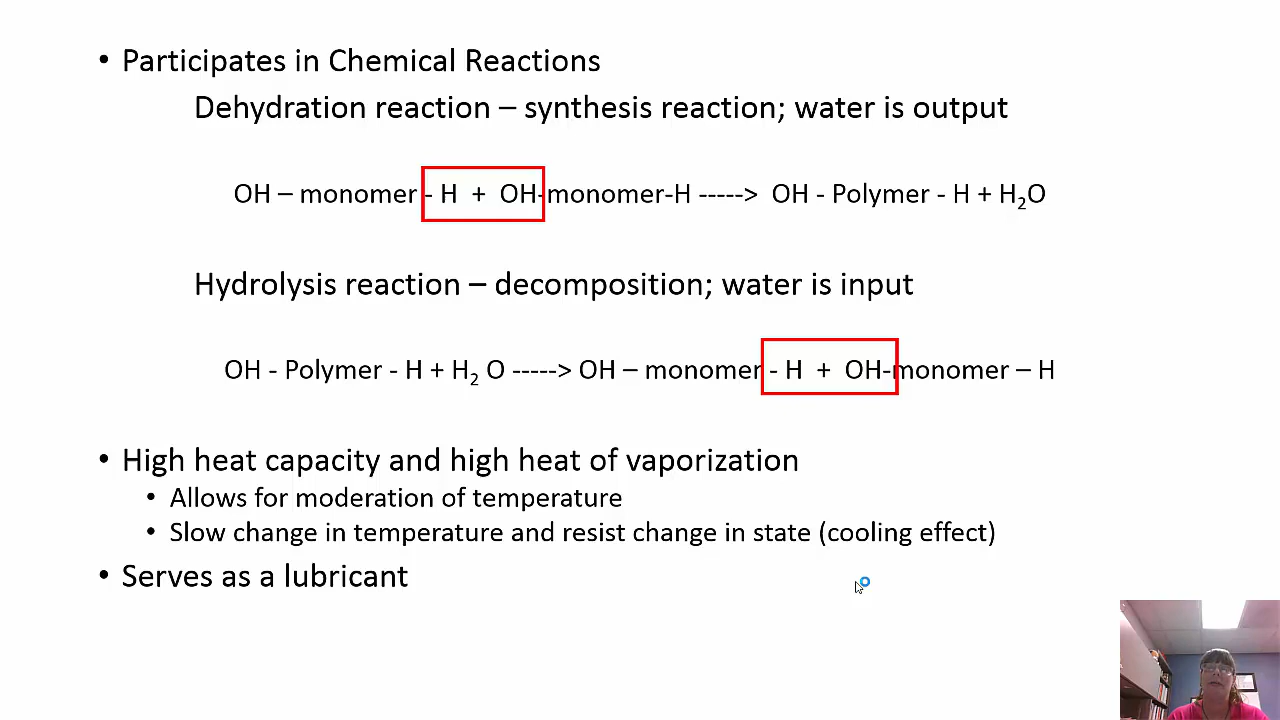 • Participates in Chemical Reactions
Dehydration reaction – synthesis reaction; water is output
OH – monomer - H + OH-monomer-H -----> OH - Polymer - H + H₂O
Hydrolysis reaction – decomposition; water is input
OH - Polymer - H + H₂ O -----> OH – monomer - H + OH-monomer – H
• High heat capacity and high heat of vaporization
• Allows for moderation of temperature
• Slow change in temperature and resist change in state (cooling effect)
• Serves as a lubricant